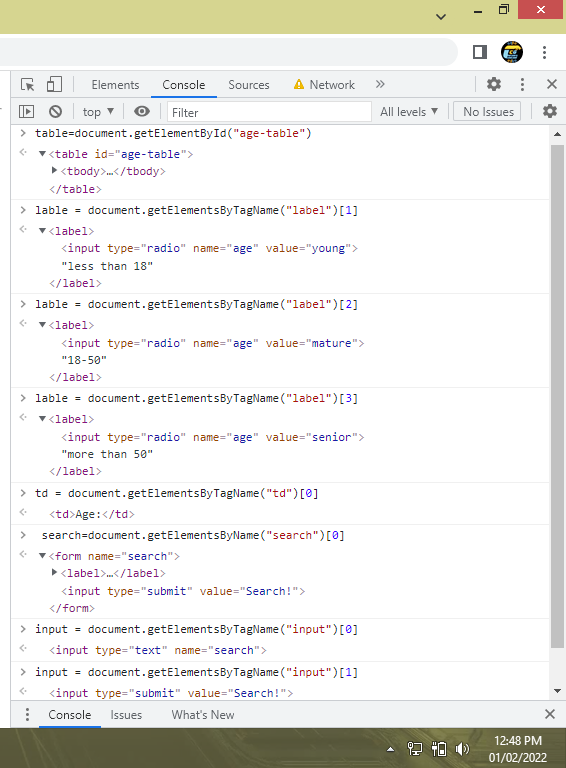 Elements Console Sources Network
top Filter All levels No Issues
table=document.getElementById("age-table")
<table id="age-table">
<tbody>…</tbody>
</table>
lable = document.getElementsByTagName("label")[1]
<label>
<input type="radio" name="age" value="young">
"less than 18"
</label>
lable = document.getElementsByTagName("label")[2]
<label>
<input type="radio" name="age" value="mature">
"18-50"
</label>
lable = document.getElementsByTagName("label")[3]
<label>
<input type="radio" name="age" value="senior">
"more than 50"
</label>
td = document.getElementsByTagName("td")[0]
<td>Age:</td>
search=document.getElementsByName("search")[0]
<form name="search">
<label>…</label>
<input type="submit" value="Search!">
</form>
input = document.getElementsByTagName("input")[0]
<input type="text" name="search">
input = document.getElementsByTagName("input")[1]
<input type="submit" value="Search!">
Console Issues What's New
12:48 PM
01/02/2022